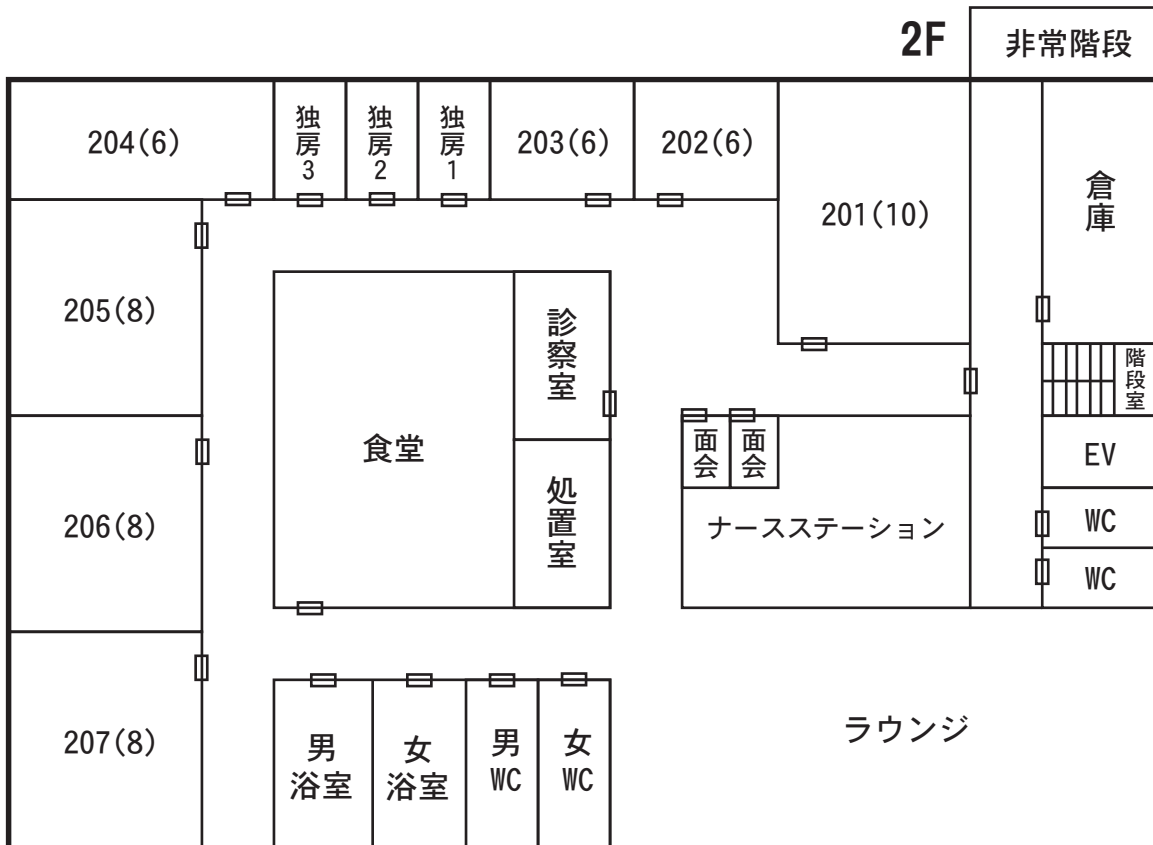 2F
非常階段
204(6)
独房3
独房2
独房1
203(6)
202(6)
201(10)
倉庫
205(8)
診察室
階段室
食堂
面会
面会
EV
206(8)
処置室
ナースステーション
WC
WC
207(8)
男
浴室
女
浴室
男
WC
女
WC
ラウンジ